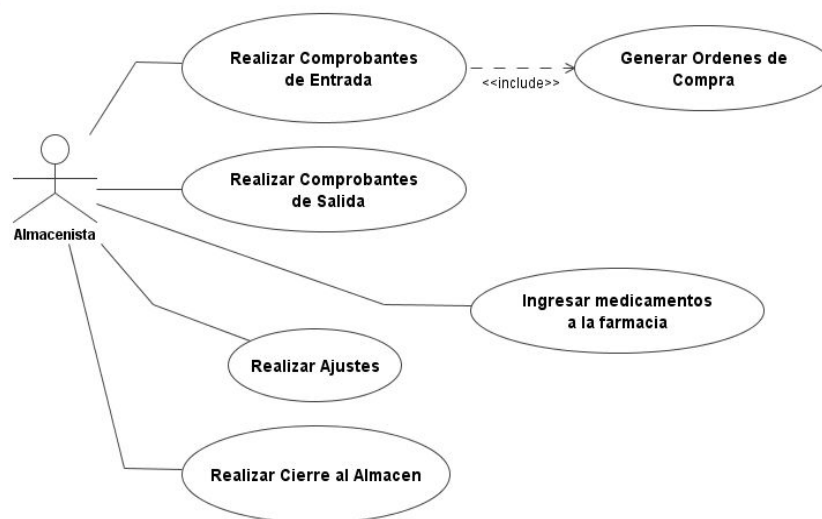 Realizar Comprobantes
de Entrada
<<include>>
Generar Ordenes de
Compra
Realizar Comprobantes
de Salida
Almacenista
Ingresar medicamentos
a la farmacia
Realizar Ajustes
Realizar Cierre al Almacen